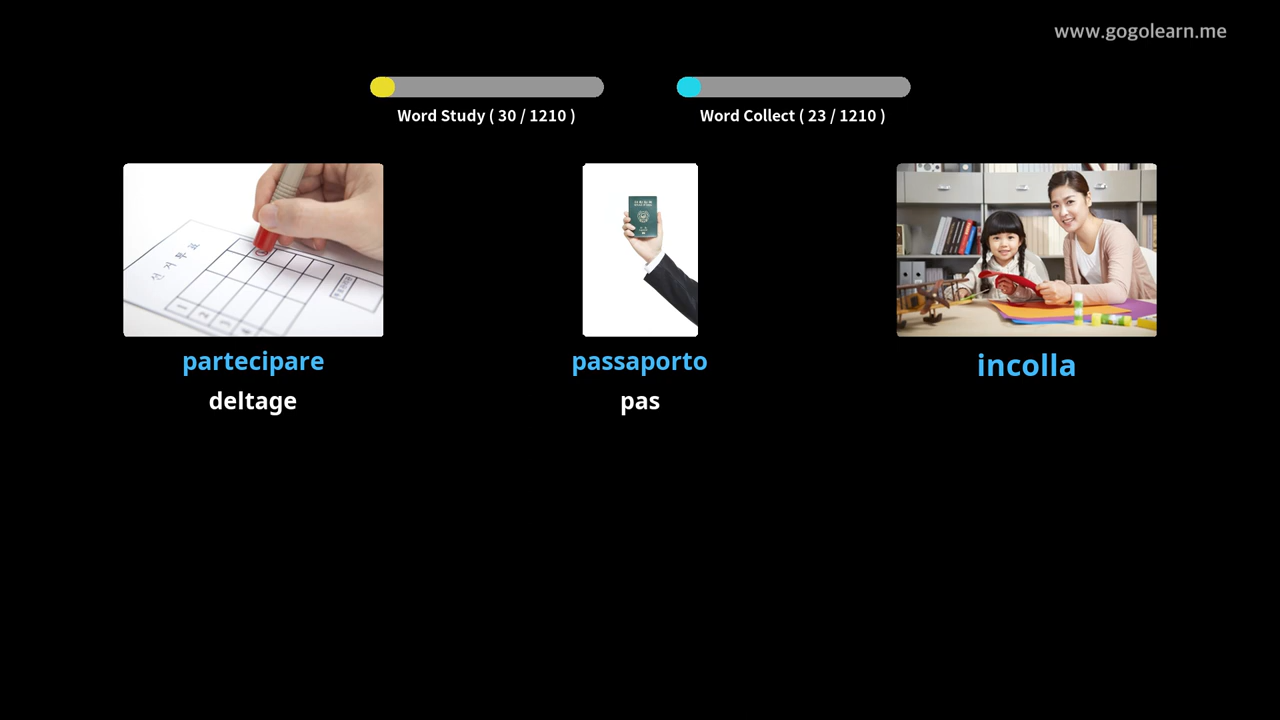 www.gogolearn.me
Word Study ( 30 / 1210 )
Word Collect ( 23 / 1210 )
partecipare
passaporto
incolla
deltage
pas